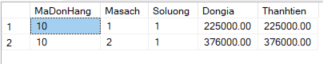 MaDonHang Masach Soluong Dongia Thanhtien
1 10 1 1 225000.00 225000.00
2 10 2 1 376000.00 376000.00